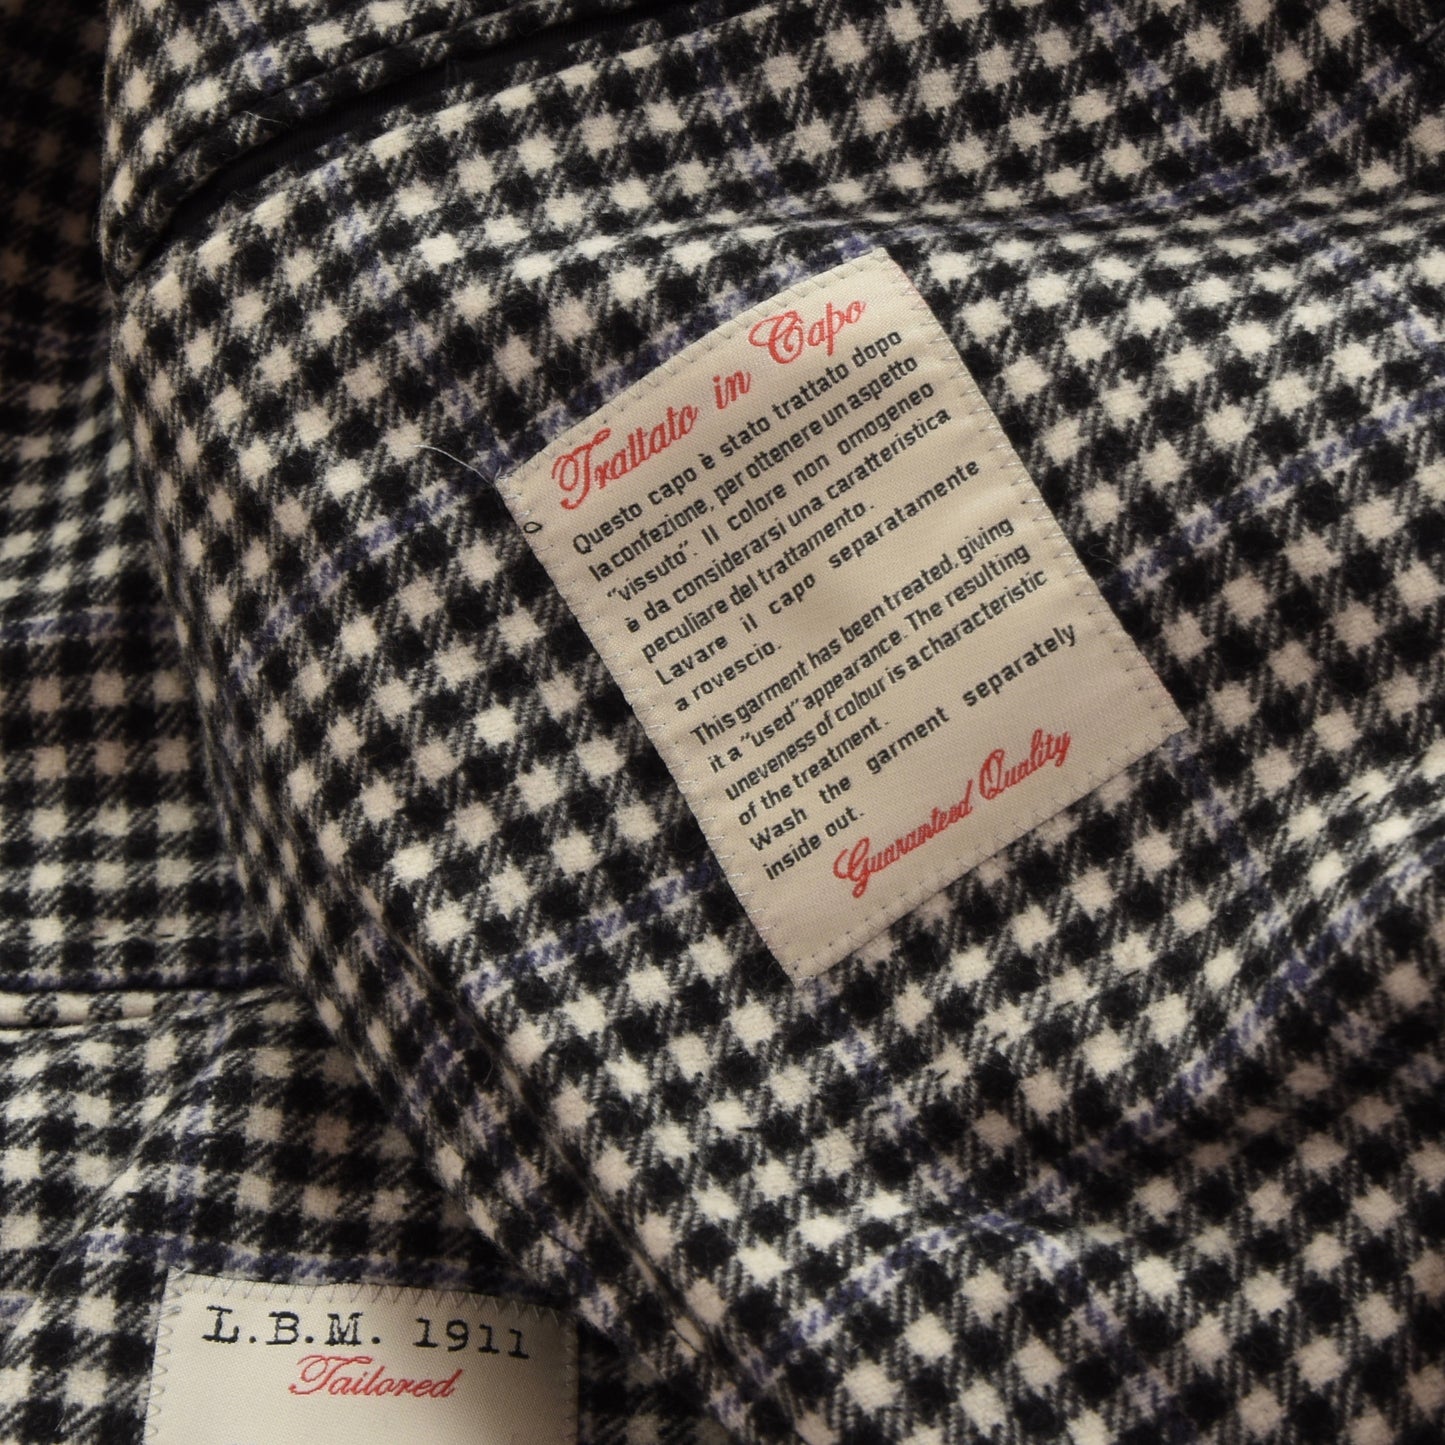 Trattato in Capo
Questo capo è stato trattato dopo
la confezione, per ottenere un aspetto
"vissuto". Il colore non omogeneo
è da considerarsi una caratteristica
peculiare del trattamento.
Lavare il capo separatamente
a rovescio.
This garment has been treated, giving
it a "used" appearance. The resulting
uneveness of colour is a characteristic
of the treatment.
Wash the garment separately
inside out.
Guaranteed Quality
L.B.M. 1911
Tailored